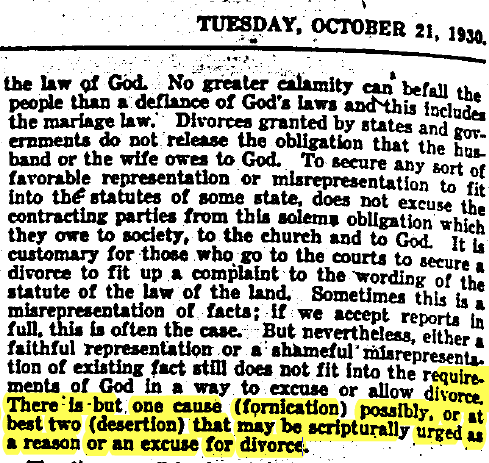 TUESDAY, OCTOBER 21, 1930.
the law of God. No greater calamity can befall the
people than a defiance of God's laws and this includes
the mariage law. Divorces granted by states and gov-
ernments do not release the obligation that the hus-
band or the wife owes to God. To secure any sort of
favorable representation or misrepresentation to fit
into the statutes of some state, does not excuse the
contracting parties from this solemn obligation which
they owe to society, to the church and to God. It is
customary for those who go to the courts to secure a
divorce to fit up a complaint to the wording of the
statute of the law of the land. Sometimes this is a
misrepresentation of facts; if we accept reports in
full, this is often the case. But nevertheless, either a
faithful representation or a shameful misrepresenta-
tion of existing fact still does not fit into the require-
ments of God in a way to excuse or allow divorce.
There is but one cause (fornication) possibly, or at
best two (desertion) that may be scripturally urged as
a reason or an excuse for divorce.